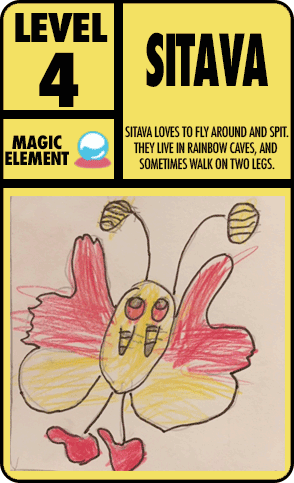 LEVEL
4
SITAVA
MAGIC
ELEMENT
SITAVA LOVES TO FLY AROUND AND SPIT.
THEY LIVE IN RAINBOW CAVES, AND
SOMETIMES WALK ON TWO LEGS.